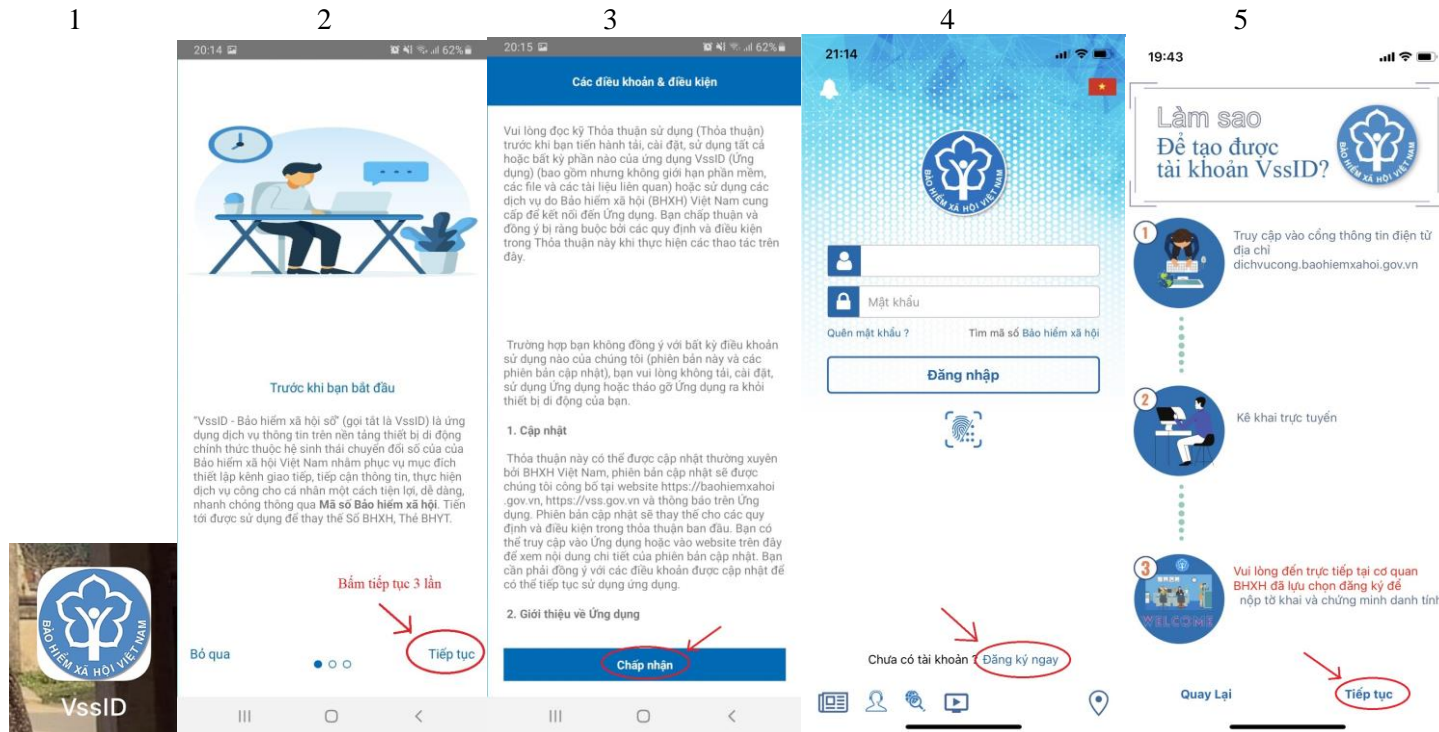 1
2
3
4
5
BẢO HIỂM XÃ HỘI VIỆT NAM
VssID
20:14
62%
Trước khi bạn bắt đầu
"VssID - Bảo hiểm xã hội số" (gọi tắt là VssID) là ứng
dụng dịch vụ thông tin trên nền tảng thiết bị di động
chính thức thuộc hệ sinh thái chuyển đổi số của của
Bảo hiểm xã hội Việt Nam nhằm phục vụ mục đích
thiết lập kênh giao tiếp, tiếp cận thông tin, thực hiện
dịch vụ công cho cá nhân một cách tiện lợi, dễ dàng,
nhanh chóng thông qua Mã số Bảo hiểm xã hội. Tiến
tới được sử dụng để thay thế Sổ BHXH, Thẻ BHYT.
Bấm tiếp tục 3 lần
Bỏ qua
Tiếp tục
20:15
62%
Các điều khoản & điều kiện
Vui lòng đọc kỹ Thỏa thuận sử dụng (Thỏa thuận)
trước khi bạn tiến hành tải, cài đặt, sử dụng tất cả
hoặc bất kỳ phần nào của ứng dụng VssID (Ứng
dụng) (bao gồm nhưng không giới hạn phần mềm,
các file và các tài liệu liên quan) hoặc sử dụng các
dịch vụ do Bảo hiểm xã hội (BHXH) Việt Nam cung
cấp để kết nối đến Ứng dụng. Bạn chấp thuận và
đồng ý bị ràng buộc bởi các quy định và điều kiện
trong Thỏa thuận này khi thực hiện các thao tác trên
đây.
Trường hợp bạn không đồng ý với bất kỳ điều khoản
sử dụng nào của chúng tôi (phiên bản này và các
phiên bản cập nhật), bạn vui lòng không tải, cài đặt,
sử dụng Ứng dụng hoặc tháo gỡ Ứng dụng ra khỏi
thiết bị di động của bạn.
1. Cập nhật
Thỏa thuận này có thể được cập nhật thường xuyên
bởi BHXH Việt Nam, phiên bản cập nhật sẽ được
chúng tôi công bố tại website https://baohiemxahoi
.gov.vn, https://vss.gov.vn và thông báo trên Ứng
dụng. Phiên bản cập nhật sẽ thay thế cho các quy
định và điều kiện trong thỏa thuận ban đầu. Bạn có
thể truy cập vào Ứng dụng hoặc vào website trên đây
để xem nội dung chi tiết của phiên bản cập nhật. Bạn
cần phải đồng ý với các điều khoản được cập nhật để
có thể tiếp tục sử dụng ứng dụng.
2. Giới thiệu về Ứng dụng
Chấp nhận
21:14
BẢO HIỂM XÃ HỘI VIỆT NAM
Mật khẩu
Quên mật khẩu ?
Tìm mã số Bảo hiểm xã hội
Đăng nhập
Chưa có tài khoản ? Đăng ký ngay
19:43
Làm sao
Để tạo được
tài khoản VssID?
BẢO HIỂM XÃ HỘI VIỆT NAM
1
Truy cập vào cổng thông tin điện tử
địa chỉ
dichvucong.baohiemxahoi.gov.vn
2
Kê khai trực tuyến
3
WELCOME
Vui lòng đến trực tiếp tại cơ quan
BHXH đã lựu chọn đăng ký để
nộp tờ khai và chứng minh danh tính
Quay Lại
Tiếp tục